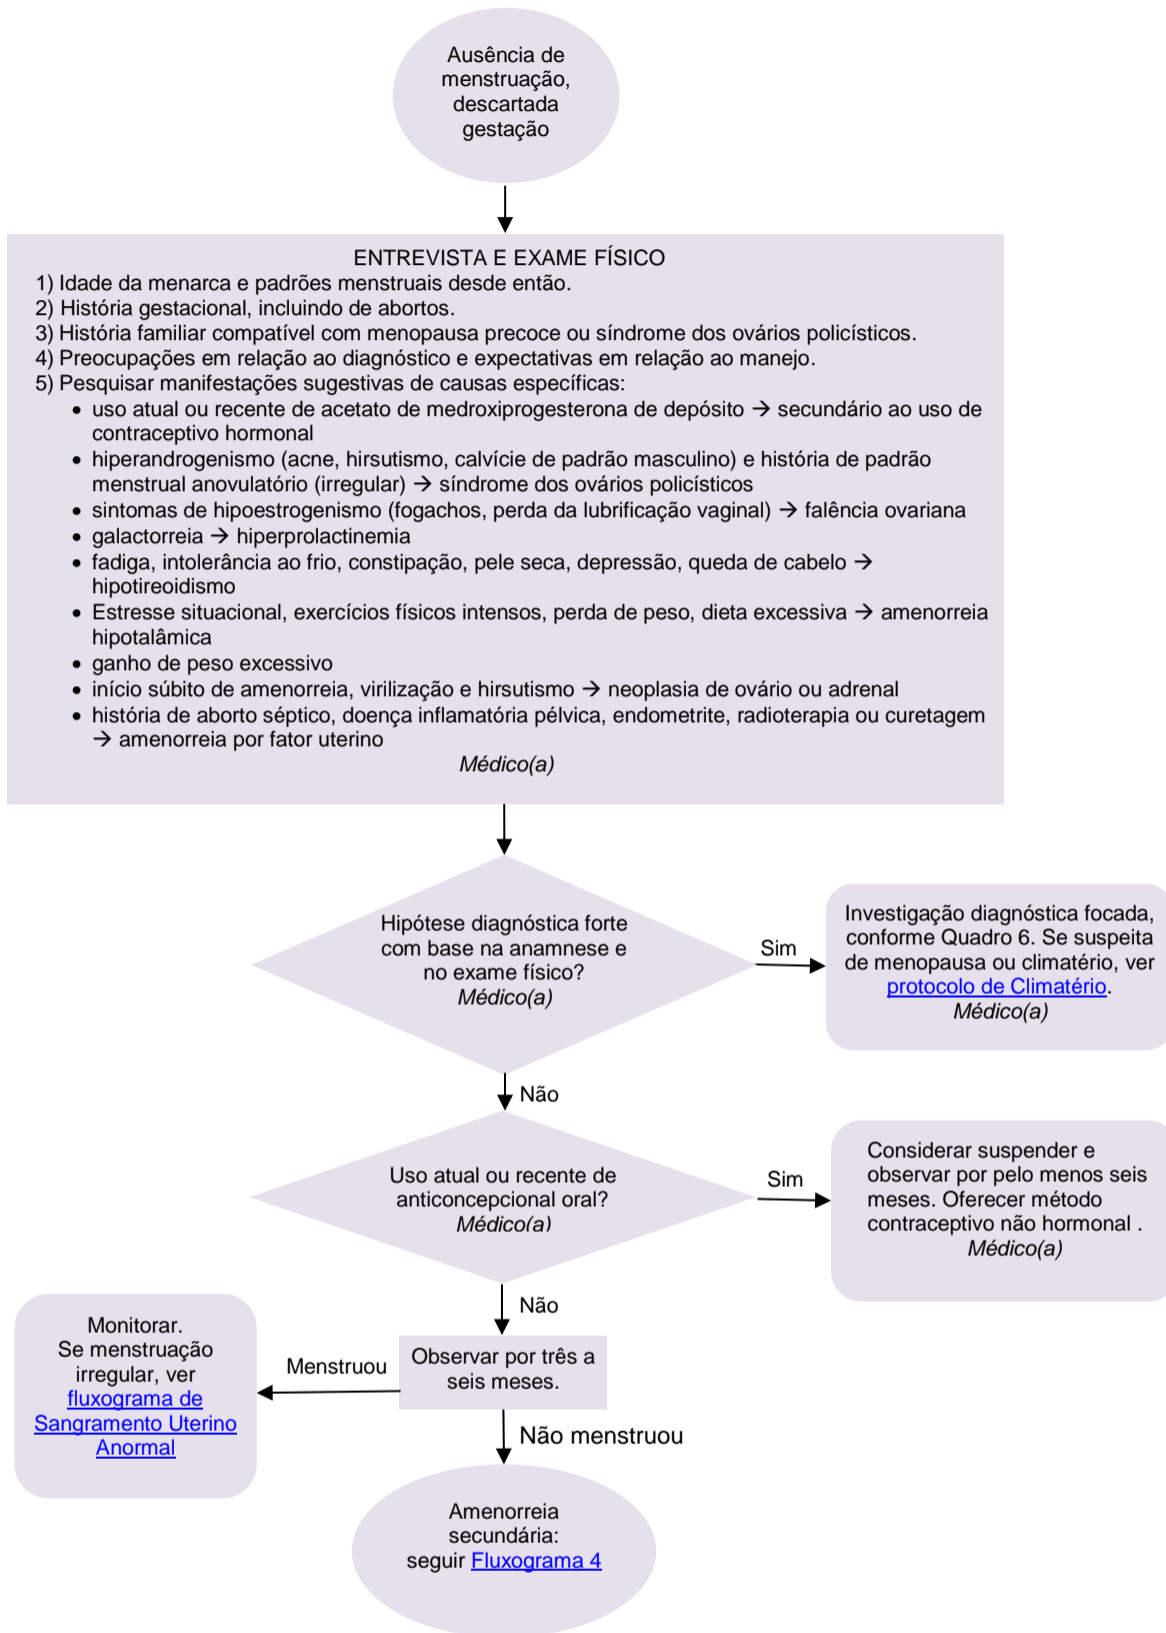 Ausência de
menstruação,
descartada
gestação
ENTREVISTA E EXAME FÍSICO
1) Idade da menarca e padrões menstruais desde então.
2) História gestacional, incluindo de abortos.
3) História familiar compatível com menopausa precoce ou síndrome dos ovários policísticos.
4) Preocupações em relação ao diagnóstico e expectativas em relação ao manejo.
5) Pesquisar manifestações sugestivas de causas específicas:
• uso atual ou recente de acetato de medroxiprogesterona de depósito → secundário ao uso de
contraceptivo hormonal
• hiperandrogenismo (acne, hirsutismo, calvície de padrão masculino) e história de padrão
menstrual anovulatório (irregular) → síndrome dos ovários policísticos
• sintomas de hipoestrogenismo (fogachos, perda da lubrificação vaginal) → falência ovariana
• galactorreia → hiperprolactinemia
• fadiga, intolerância ao frio, constipação, pele seca, depressão, queda de cabelo →
hipotireoidismo
• Estresse situacional, exercícios físicos intensos, perda de peso, dieta excessiva → amenorreia
hipotalâmica
• ganho de peso excessivo
• início súbito de amenorreia, virilização e hirsutismo → neoplasia de ovário ou adrenal
• história de aborto séptico, doença inflamatória pélvica, endometrite, radioterapia ou curetagem
→ amenorreia por fator uterino
Médico(a)
Hipótese diagnóstica forte
com base na anamnese e
no exame físico?
Médico(a)
Sim
Investigação diagnóstica focada,
conforme Quadro 6. Se suspeita
de menopausa ou climatério, ver
protocolo de Climatério.
Médico(a)
Não
Uso atual ou recente de
anticoncepcional oral?
Médico(a)
Sim
Considerar suspender e
observar por pelo menos seis
meses. Oferecer método
contraceptivo não hormonal .
Médico(a)
Não
Observar por três a
seis meses.
Menstruou
Monitorar.
Se menstruação
irregular, ver
fluxograma de
Sangramento Uterino
Anormal
Não menstruou
Amenorreia
secundária:
seguir Fluxograma 4